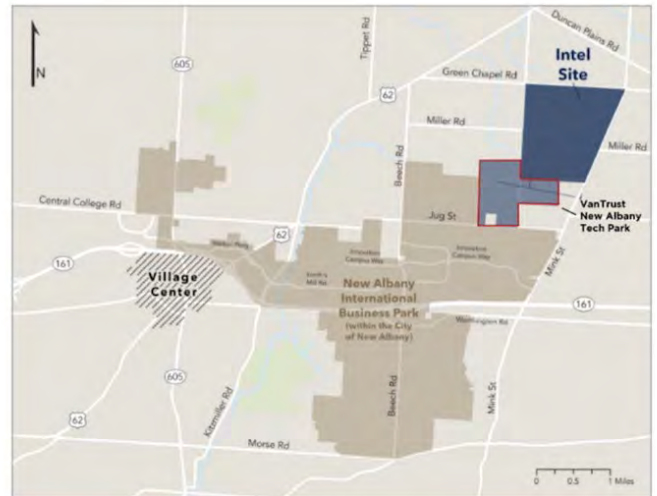 Duncan Plains Rd
Tippet Rd
605
Intel
Site
N
Green Chapel Rd
62
Miller Rd
Miller Rd
Beech Rd
Central College Rd
Jug St
VanTrust
New Albany
Tech Park
62
Innovation
Campus Way
Innovation
Campus Way
161
Village
Center
New Albany
International
Business Park
(within the City
of New Albany)
Mink St
161
Worthington Rd
605
Kitzmiller Rd
Beech Rd
Mink St
62
Morse Rd
0 0.5 1 Miles